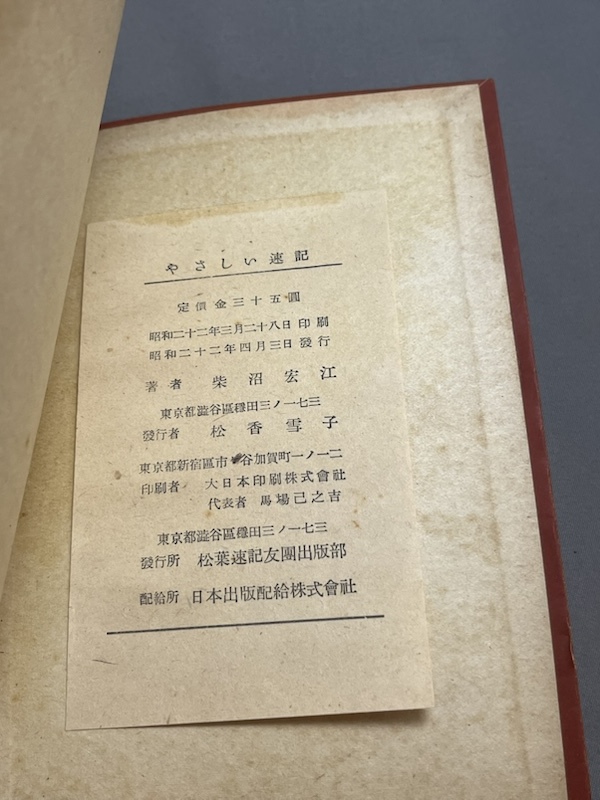 やさしい速記
定價金三十五圓
昭和二十二年三月二十八日印刷
昭和二十二年四月三日發行
著者 柴沼宏江
東京都澁谷區穩田三ノ一七三
發行者 松香雪子
東京都新宿區市 谷加賀町一ノ一二
印刷者 大日本印刷株式會社
代表者 馬場己之吉
東京都澁谷區穩田三ノ一七三
發行所 松葉速記友團出版部
配給所 日本出版配給株式會社